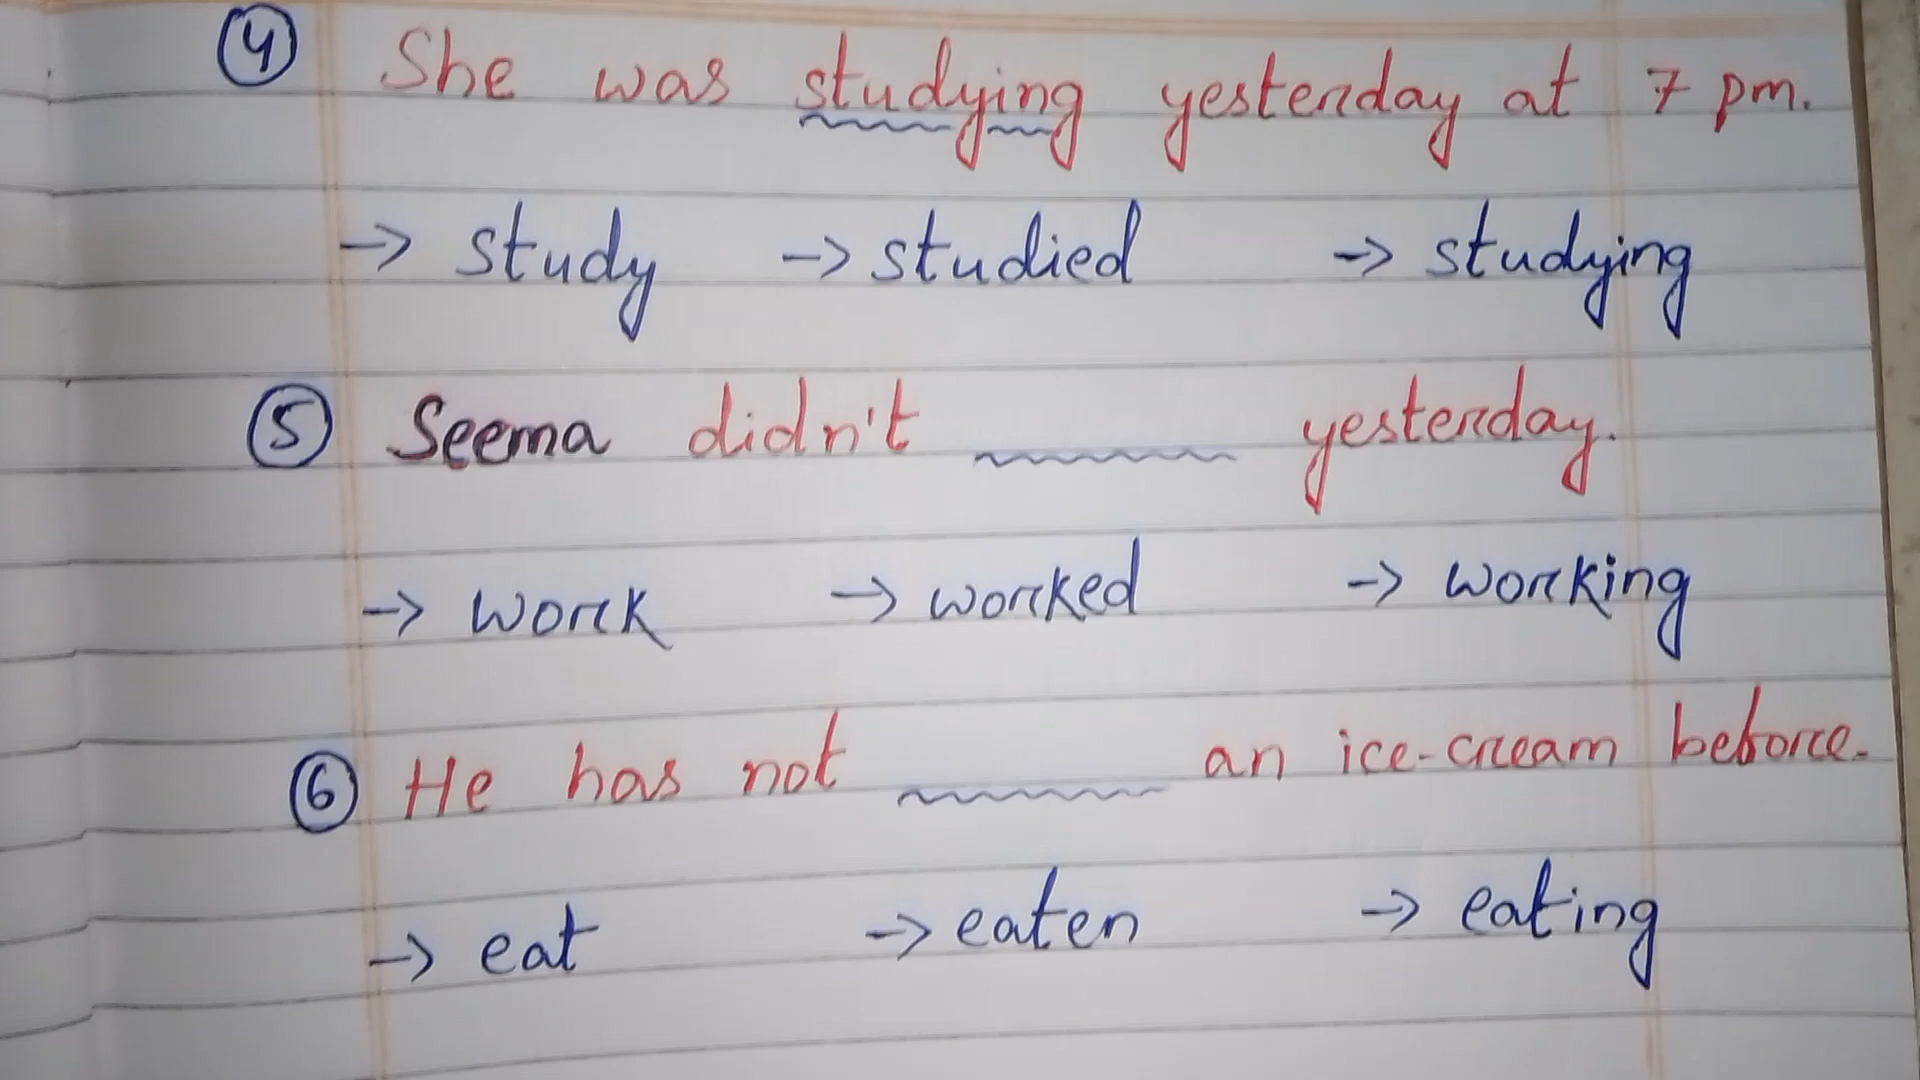 4 She was studying yesterday at 7 pm.
→ study → studied → studying
5 Seema didn't ______ yesterday.
→ work → worked → working
6 He has not ______ an ice-cream before.
→ eat → eaten → eating